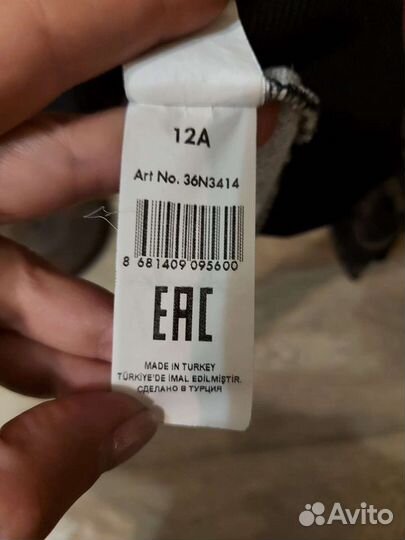 12A
Art No. 36N3414
8 681409 095600
EAC
MADE IN TURKEY
TÜRKİYE'DE İMAL EDİLMİŞTİR.
СДЕЛАНО В ТУРЦИЯ
Avito